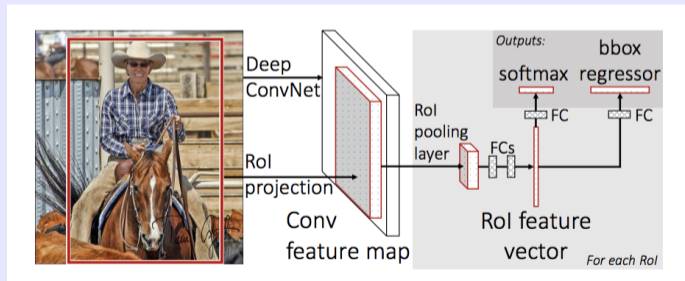 Deep
ConvNet
RoI
projection
Conv
feature map
RoI
pooling
layer
FCs
Outputs:
softmax
bbox
regressor
FC
FC
RoI feature
vector
For each RoI